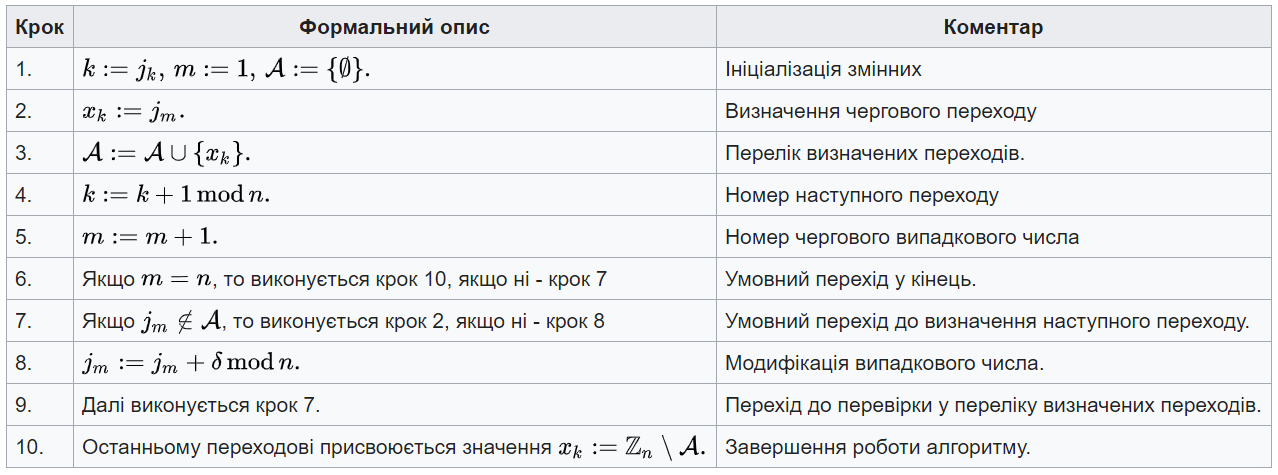 Крок Формальний опис Коментар
1. k := j_k, m := 1, 𝒜 := {∅}. Ініціалізація змінних
2. x_k := j_m. Визначення чергового переходу
3. 𝒜 := 𝒜 ∪ {x_k}. Перелік визначених переходів.
4. k := k + 1 mod n. Номер наступного переходу
5. m := m + 1. Номер чергового випадкового числа
6. Якщо m = n, то виконується крок 10, якщо ні - крок 7 Умовний перехід у кінець.
7. Якщо j_m ∉ 𝒜, то виконується крок 2, якщо ні - крок 8 Умовний перехід до визначення наступного переходу.
8. j_m := j_m + δ mod n. Модифікація випадкового числа.
9. Далі виконується крок 7. Перехід до перевірки у переліку визначених переходів.
10. Останньому переходові присвоюється значення x_k := ℤ_n \ 𝒜. Завершення роботи алгоритму.